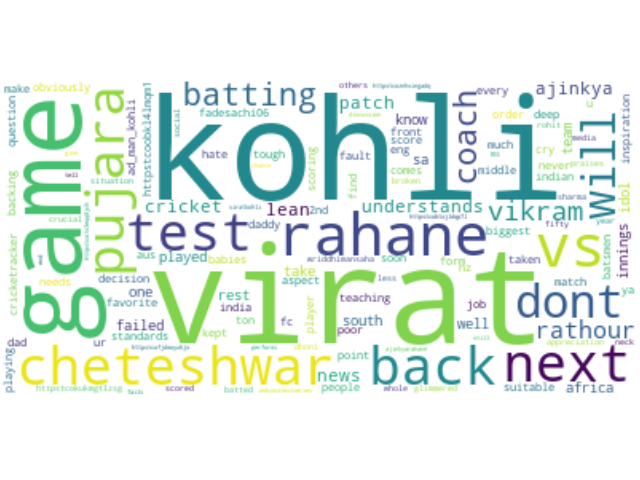 kohli
virat
game
test
rahane
cheteshwar
pujara
will
vs
dont
next
back
batting
coach
vikram
rathour
ajinkya
patch
understands
cricket
lean
played
failed
news
south
africa
obviously
make
question
ad_man_kohli
fadesachi06
hate
tough
scoring
fault
find
know
front
score
eng
sa
comes
middle
much
order
every
never
indian
team
deep
cry
others
rohit
media
praises
inspiration
idol
innings
batsmen
year
ya
biggest
fifty
sharma
taken
match
form
nz
soon
take
aspect
player
teaching
poor
well
job
less
wriddhimansaha
2nd
daddy
babies
aus
decision
one
favorite
standards
ur
dad
playing
needs
crucial
situation
backing
cricketracker
tell
social
rest
india
kept
ton
fc
point
people
scored
batted
whole
broken
glimmered
suitable
appreciation
neck
still
viratkohli
dhoni